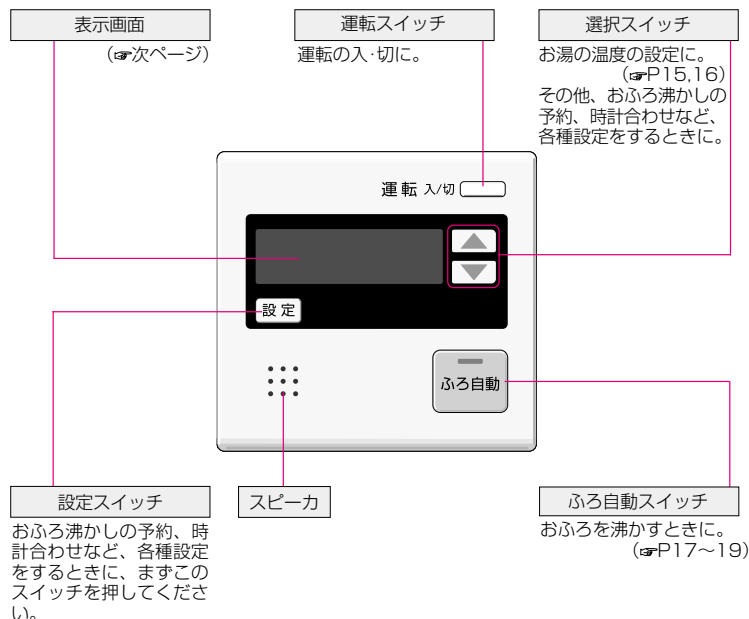 表示画面
(☞次ページ)
運転スイッチ
運転の入·切に。
選択スイッチ
お湯の温度の設定に。
(☞P15,16)
その他、おふろ沸かしの
予約、時計合わせなど、
各種設定をするときに。
運転 入/切
設定
ふろ自動
設定スイッチ
おふろ沸かしの予約、時
計合わせなど、各種設定
をするときに、まずこの
スイッチを押してくださ
い。
スピーカ
ふろ自動スイッチ
おふろを沸かすときに。
(☞P17〜19)